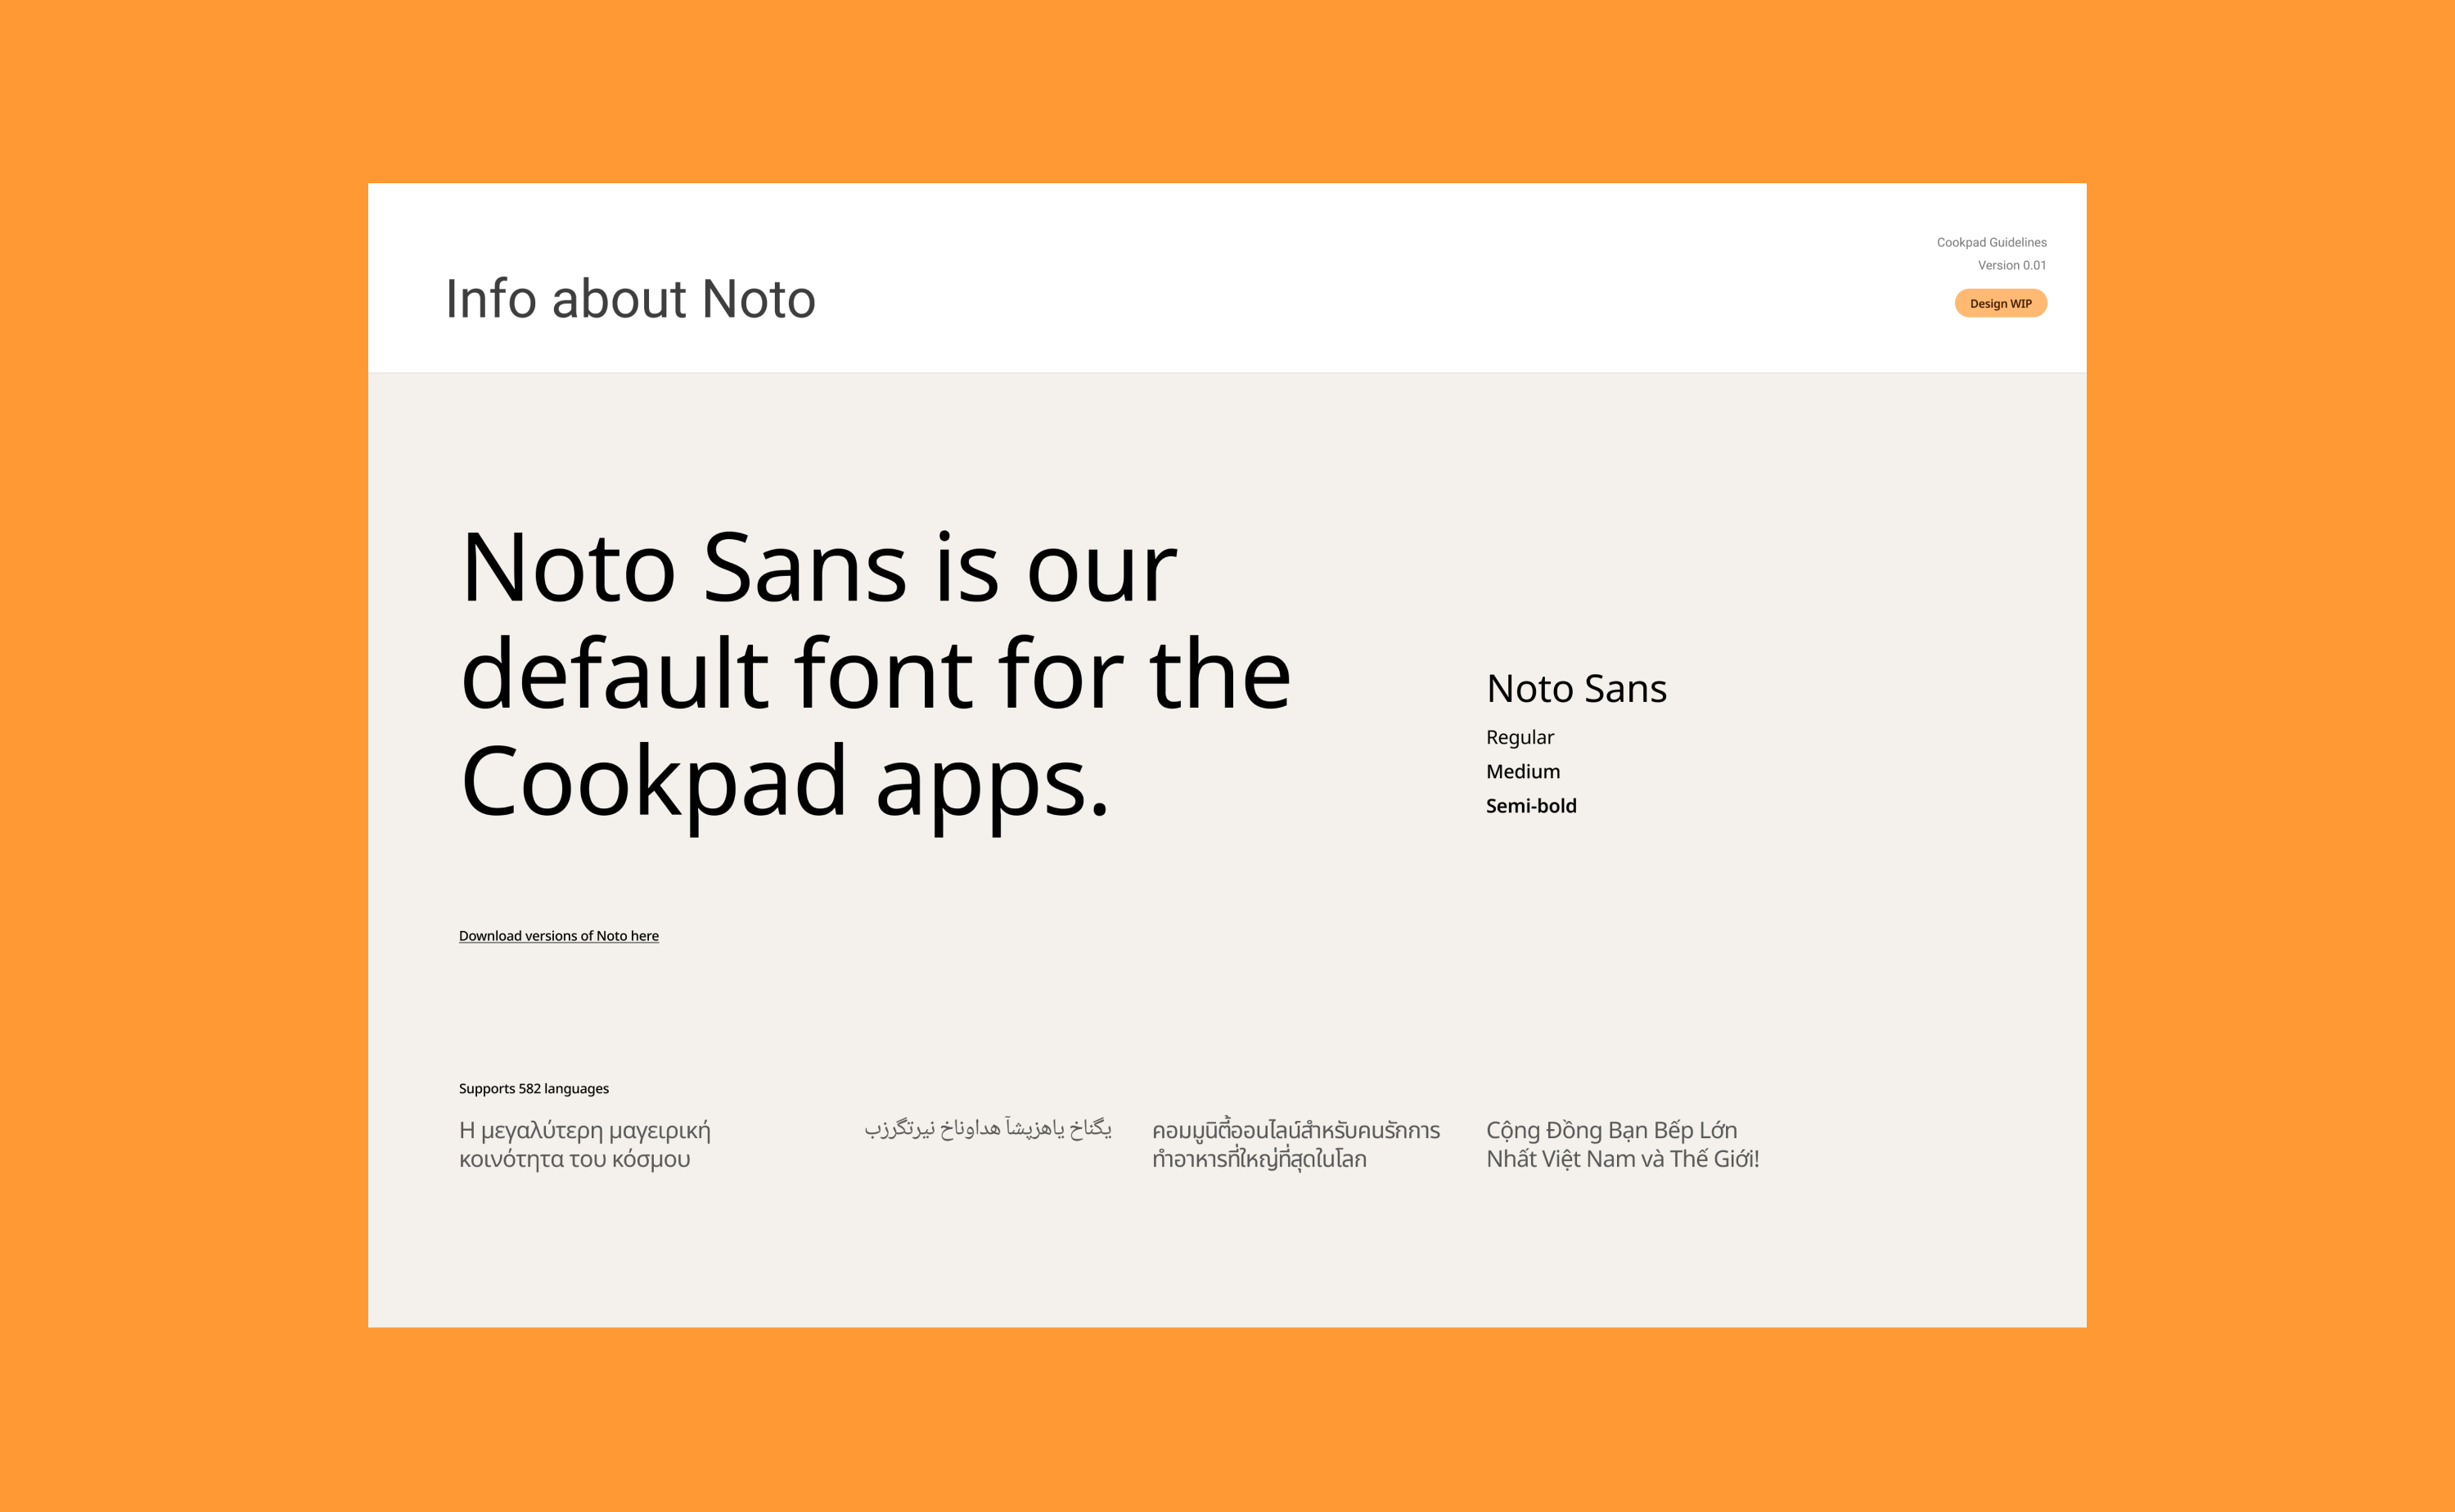 Cookpad Guidelines
Version 0.01
Design WIP
Info about Noto
Noto Sans is our
default font for the
Cookpad apps.
Noto Sans
Regular
Medium
Semi-bold
Download versions of Noto here
Supports 582 languages
Η μεγαλύτερη μαγειρική
κοινότητα του κόσμου
یگناخ یاهزپشآ هداوناخ نیرتگرزب
คอมมูนิตี้ออนไลน์สำหรับคนรักการ
ทำอาหารที่ใหญ่ที่สุดในโลก
Cộng Đồng Bạn Bếp Lớn
Nhất Việt Nam và Thế Giới!